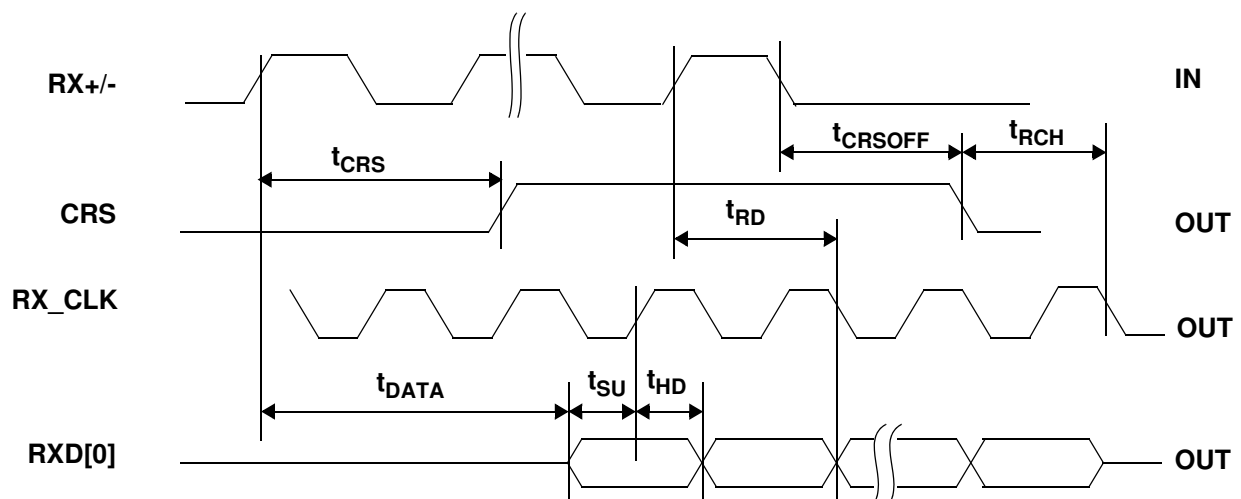 RX+/- IN
tCRSOFF tRCH
tCRS
CRS tRD OUT
RX_CLK OUT
tDATA tSU tHD
RXD[0] OUT